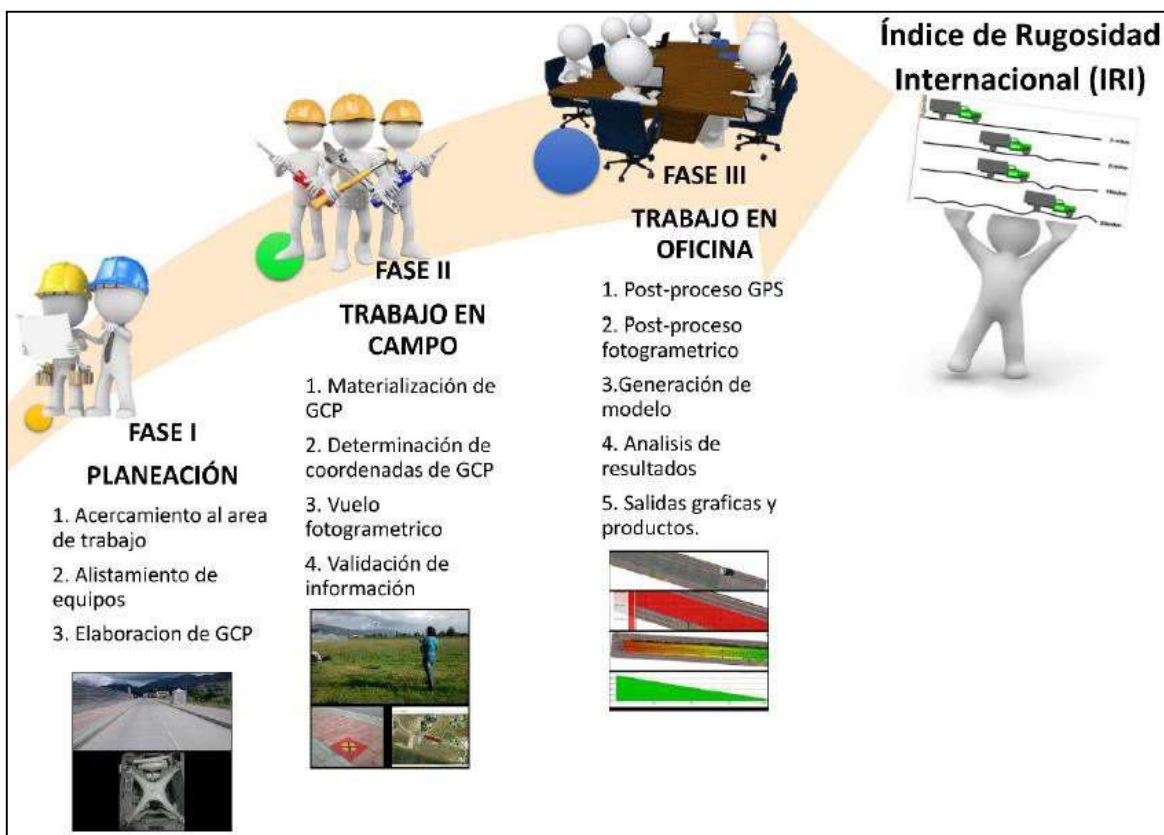 FASE I
PLANEACIÓN
1. Acercamiento al area
de trabajo
2. Alistamiento de
equipos
3. Elaboracion de GCP
FASE II
TRABAJO EN
CAMPO
1. Materialización de
GCP
2. Determinación de
coordenadas de GCP
3. Vuelo
fotogrametrico
4. Validación de
información
FASE III
TRABAJO EN
OFICINA
1. Post-proceso GPS
2. Post-proceso
fotogrametrico
3.Generación de
modelo
4. Analisis de
resultados
5. Salidas graficas y
productos.
Índice de Rugosidad
Internacional (IRI)